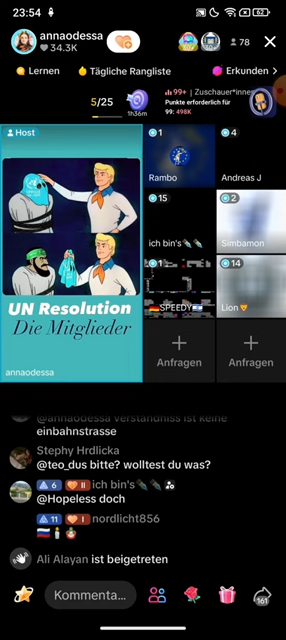 23:54
62
annaodessa
34.3K
78
Lernen
Tägliche Rangliste
Erkunden >
5/25
1h36m
99+ | Zuschauer*innen
Punkte erforderlich für
99: 498K
Host
1
Rambo
4
Andreas J
15
ich bin's
2
Simbamon
1
SPEEDY
14
Lion
UN Resolution
Die Mitglieder
annaodessa
+
Anfragen
+
Anfragen
@annaodessa verständniss ist keine
einbahnstrasse
Stephy Hrdlicka
@teo_dus bitte? wolltest du was?
6 II ich bin's
@Hopeless doch
11 I nordlicht856
Ali Alayan ist beigetreten
Kommenta...
161